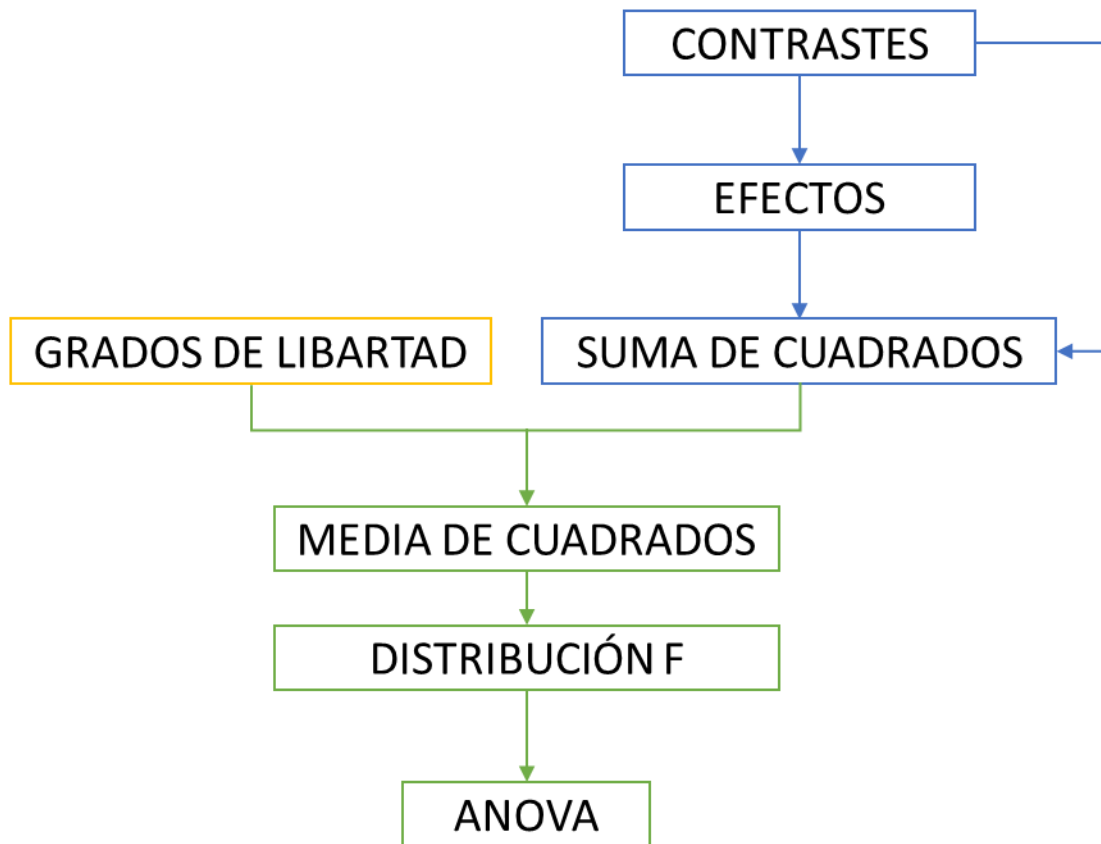 CONTRASTES
EFECTOS
GRADOS DE LIBARTAD
SUMA DE CUADRADOS
MEDIA DE CUADRADOS
DISTRIBUCIÓN F
ANOVA